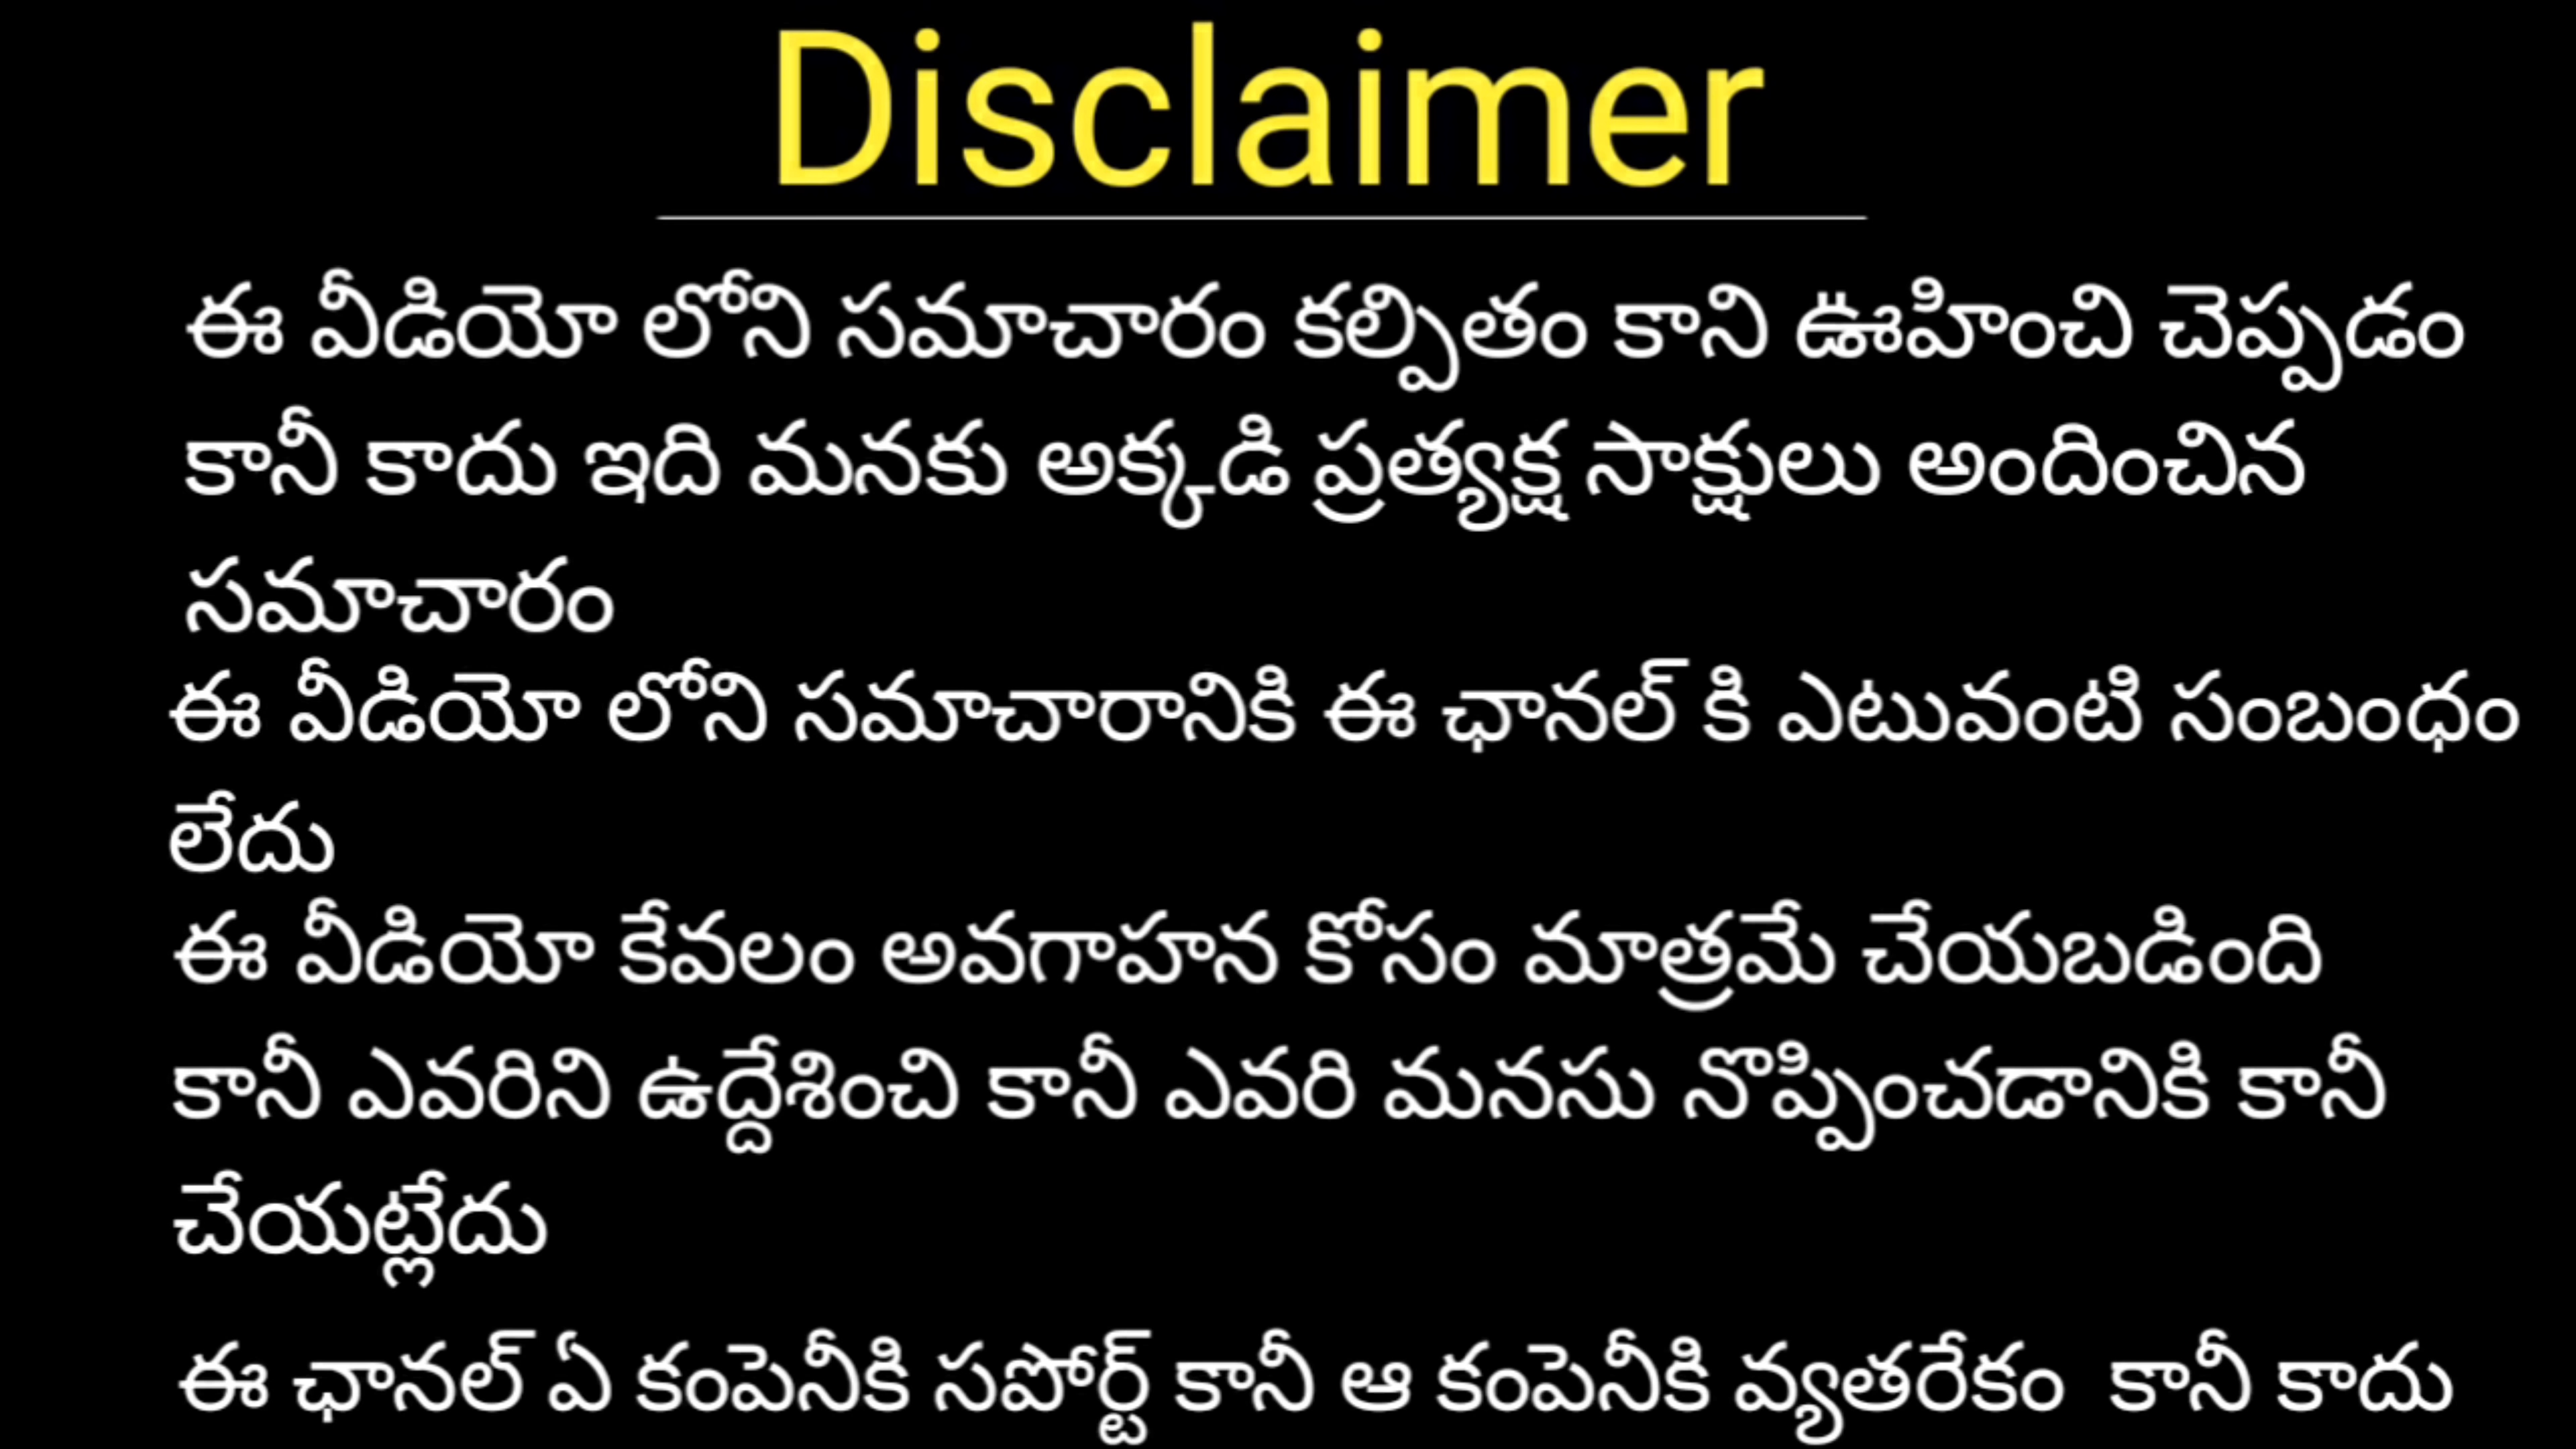 Disclaimer
ఈ వీడియో లోని సమాచారం కల్పితం కాని ఊహించి చెప్పడం
కానీ కాదు ఇది మనకు అక్కడి ప్రత్యక్ష సాక్షులు అందించిన
సమాచారం
ఈ వీడియో లోని సమాచారానికి ఈ ఛానల్ కి ఎటువంటి సంబంధం
లేదు
ఈ వీడియో కేవలం అవగాహన కోసం మాత్రమే చేయబడింది
కానీ ఎవరిని ఉద్దేశించి కానీ ఎవరి మనసు నొప్పించడానికి కానీ
చేయట్లేదు
ఈ ఛానల్ ఏ కంపెనీకి సపోర్ట్ కానీ ఆ కంపెనీకి వ్యతరేకం కానీ కాదు